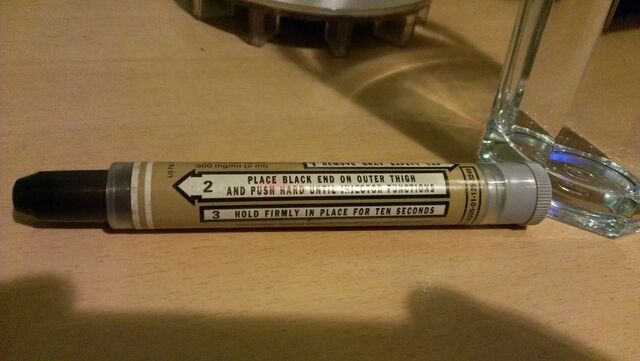 300 mg/ml (2 ml)
1 REMOVE GRAY SAFETY CAP
2
PLACE BLACK END ON OUTER THIGH
AND PUSH HARD UNTIL INJECTOR FUNCTIONS
3 HOLD FIRMLY IN PLACE FOR TEN SECONDS